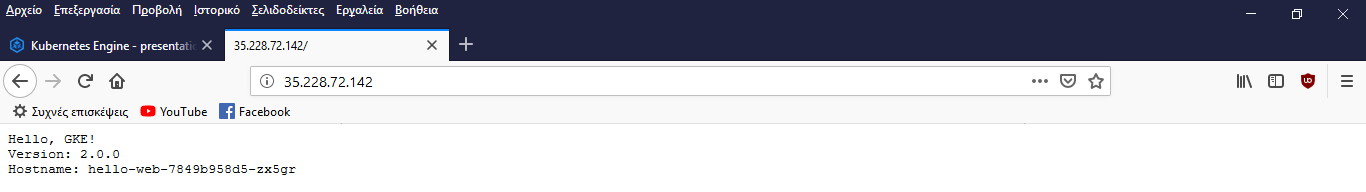 Αρχείο Επεξεργασία Προβολή Ιστορικό Σελιδοδείκτες Εργαλεία Βοήθεια
Kubernetes Engine - presentatio
35.228.72.142/
35.228.72.142
Συχνές επισκέψεις YouTube Facebook
Hello, GKE!
Version: 2.0.0
Hostname: hello-web-7849b958d5-zx5gr